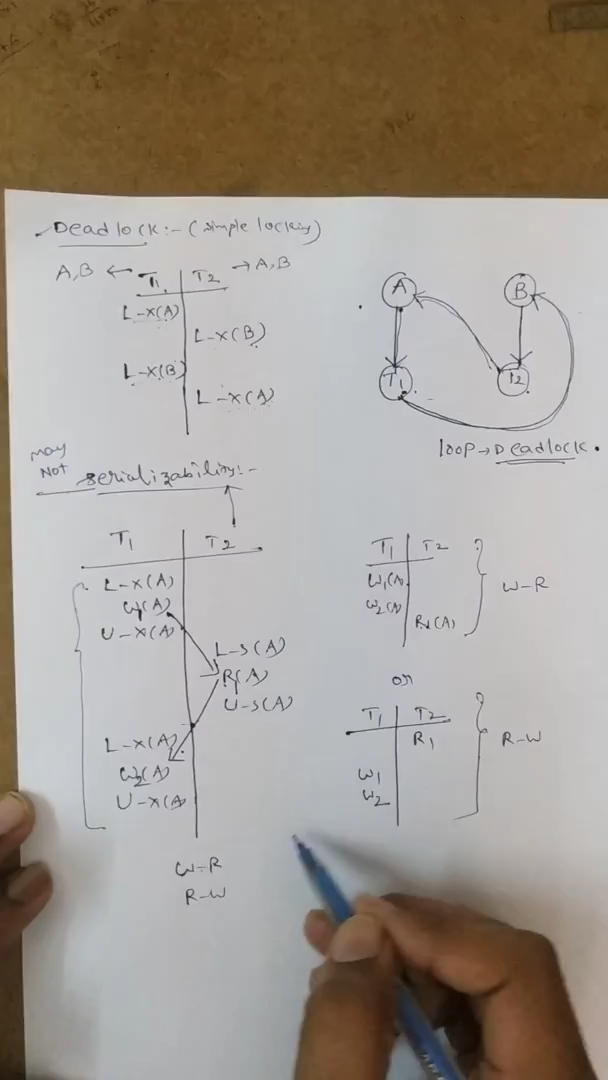 Deadlock:- (simple locking)
A,B ← T1 T2 → A,B
L-X(A)
L-X(B)
L-X(B)
L-X(A)
A B
T1 T2
loop → Deadlock.
may
Not
serializability:-
T1 T2
L-X(A)
W1(A)
U-X(A)
L-S(A)
R1(A)
U-S(A)
L-X(A)
W2(A)
U-X(A)
W-R
R-W
T1 T2
W1(A)
W2(A)
R1(A)
W-R
or
T1 T2
R1
W1
W2
R-W